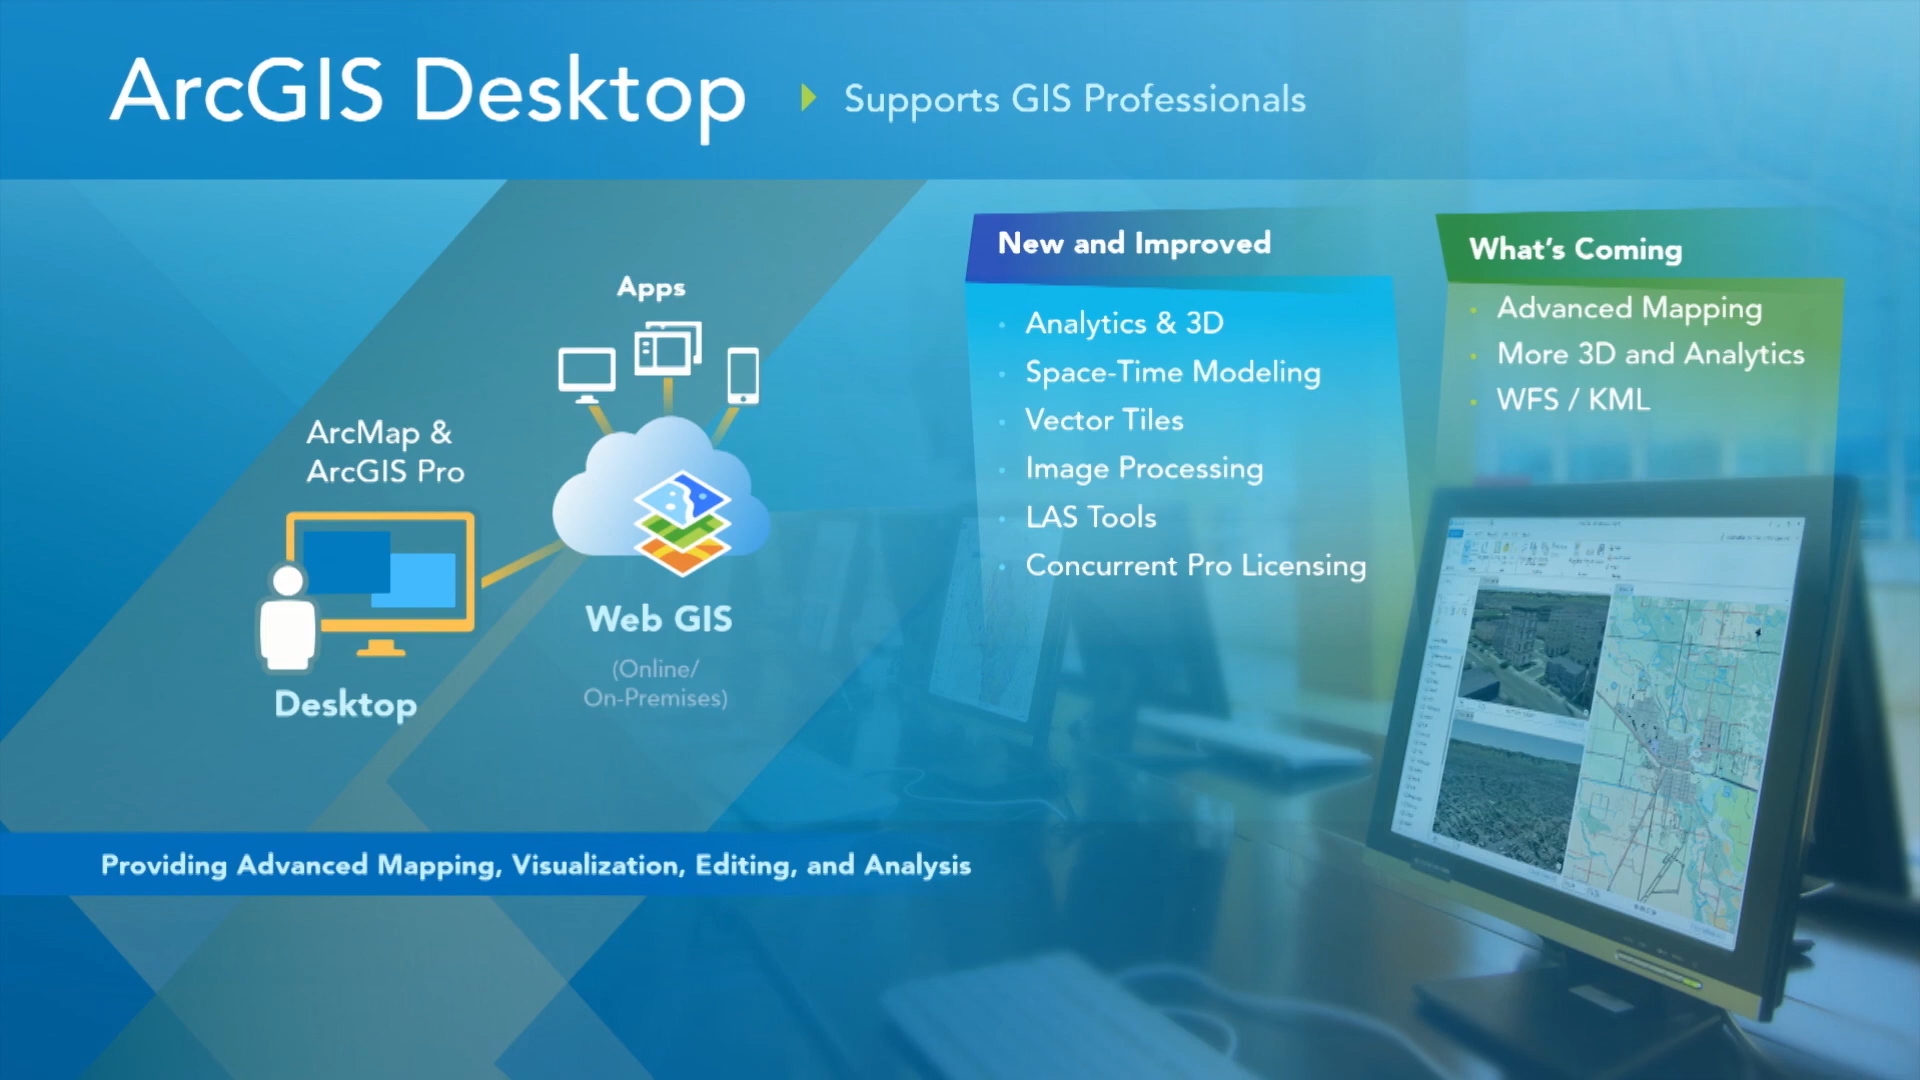 ArcGIS Desktop
Supports GIS Professionals
Apps
ArcMap &
ArcGIS Pro
Web GIS
(Online/
On-Premises)
Desktop
New and Improved
• Analytics & 3D
• Space-Time Modeling
• Vector Tiles
• Image Processing
• LAS Tools
• Concurrent Pro Licensing
What's Coming
• Advanced Mapping
• More 3D and Analytics
• WFS / KML
Providing Advanced Mapping, Visualization, Editing, and Analysis